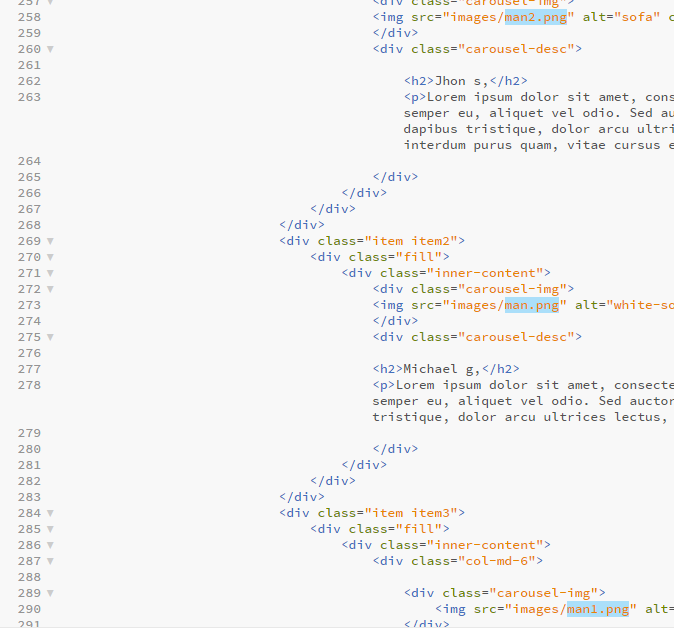 257 <div class="carousel-img">
258 <img src="images/man2.png" alt="sofa" c
259 </div>
260 <div class="carousel-desc">
261
262 <h2>Jhon s,</h2>
263 <p>Lorem ipsum dolor sit amet, cons
semper eu, aliquet vel odio. Sed au
dapibus tristique, dolor arcu ultri
interdum purus quam, vitae cursus e
264
265 </div>
266 </div>
267 </div>
268 </div>
269 <div class="item item2">
270 <div class="fill">
271 <div class="inner-content">
272 <div class="carousel-img">
273 <img src="images/man.png" alt="white-so
274 </div>
275 <div class="carousel-desc">
276
277 <h2>Michael g,</h2>
278 <p>Lorem ipsum dolor sit amet, consecte
semper eu, aliquet vel odio. Sed auctor
tristique, dolor arcu ultrices lectus,
279
280 </div>
281 </div>
282 </div>
283 </div>
284 <div class="item item3">
285 <div class="fill">
286 <div class="inner-content">
287 <div class="col-md-6">
288
289 <div class="carousel-img">
290 <img src="images/man1.png" alt=
291 </div>